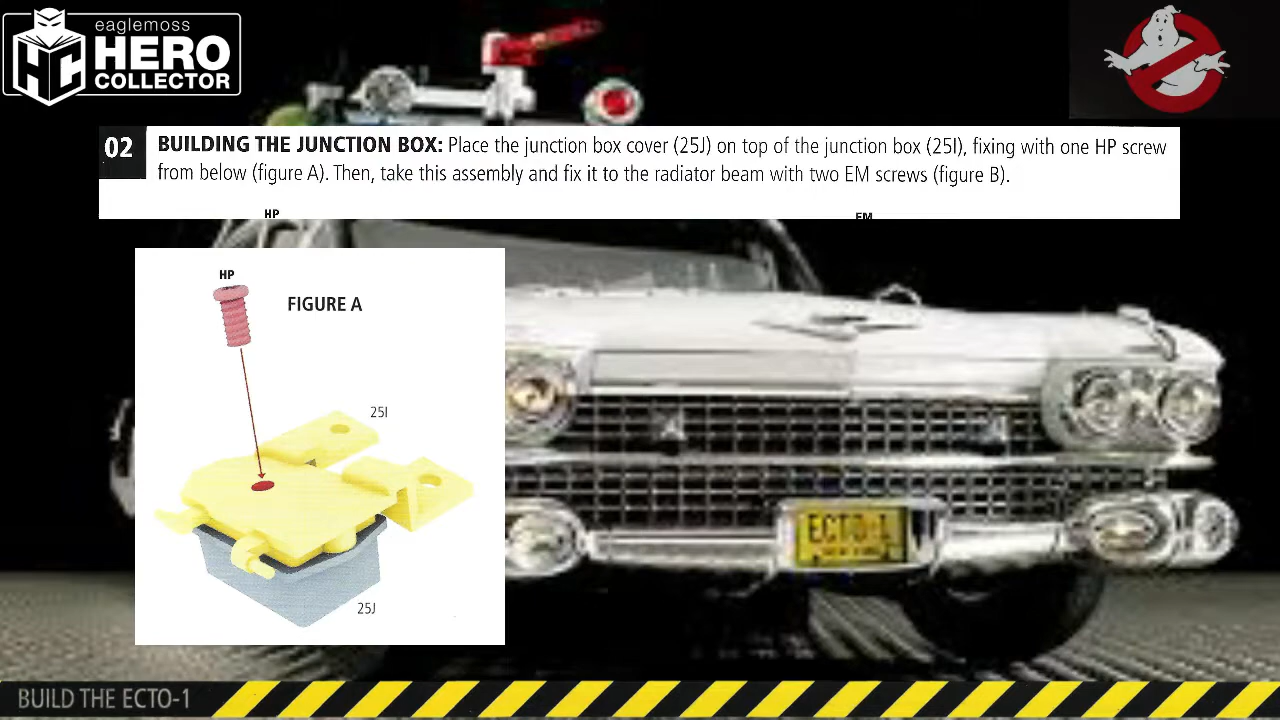 eaglemoss
HERO
COLLECTOR
HC
02 BUILDING THE JUNCTION BOX: Place the junction box cover (25J) on top of the junction box (25I), fixing with one HP screw
from below (figure A). Then, take this assembly and fix it to the radiator beam with two EM screws (figure B).
HP
EM
HP
FIGURE A
25I
25J
ECTO-1
BUILD THE ECTO-1